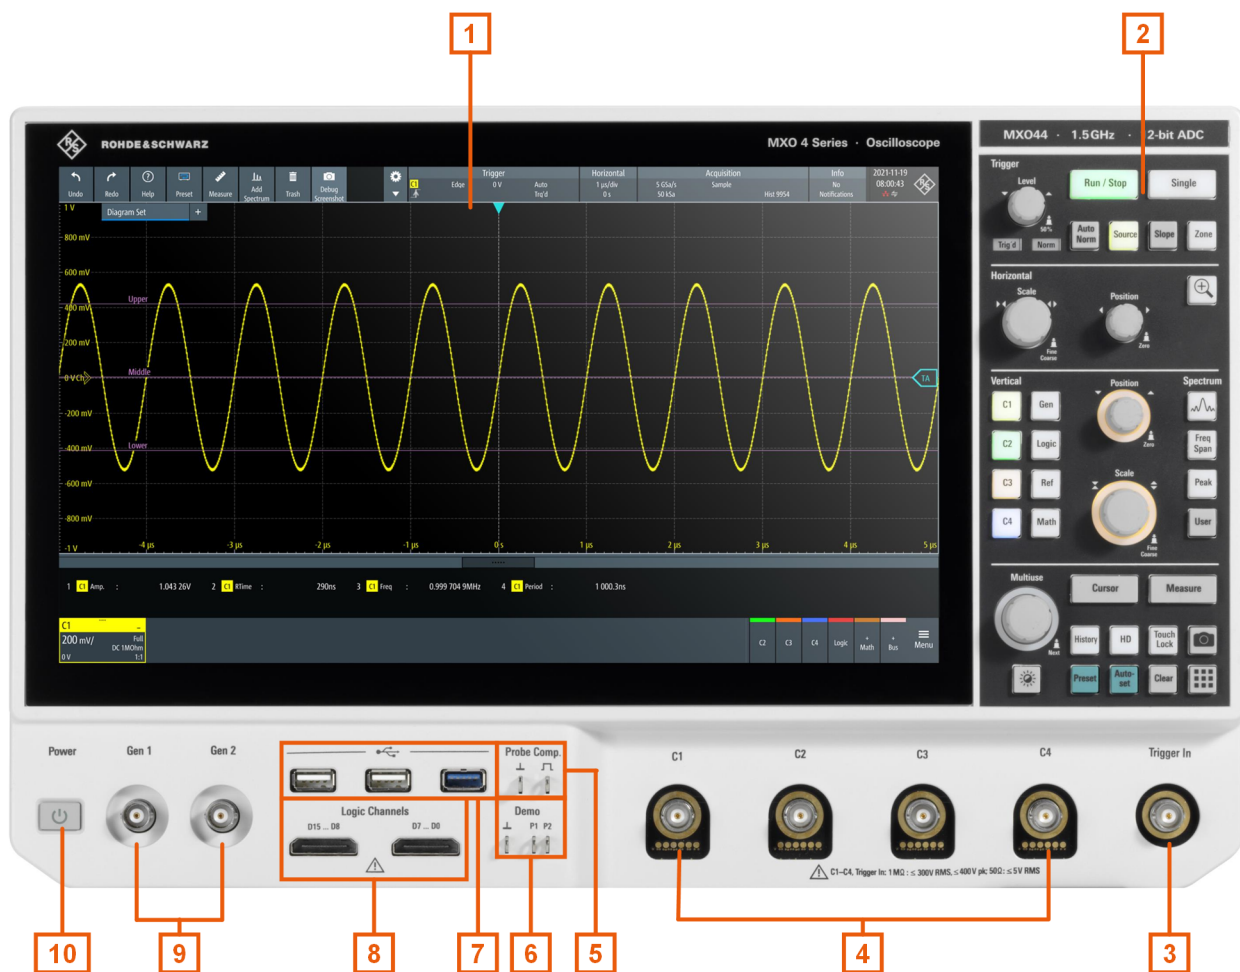 1
2
ROHDE&SCHWARZ
MXO 4 Series · Oscilloscope
MXO44 · 1.5GHz · 2-bit ADC
Undo
Redo
Help
Preset
Measure
Add
Spectrum
Trash
Debug
Screenshot
Trigger
C1 Edge 0 V Auto
Trg'd
Horizontal
1 µs/div
0 s
Acquisition
5 GSa/s Sample
50 kSa Hist 9954
Info
No
Notifications
2021-11-19
08:00:43
Diagram Set +
1 V
800 mV
600 mV
Upper
400 mV
200 mV
Middle
0 V
TA
-200 mV
Lower
-400 mV
-600 mV
-800 mV
-1 V
-4 µs
-3 µs
-2 µs
-1 µs
0 s
1 µs
2 µs
3 µs
4 µs
5 µs
1 C1 Amp. : 1.043 26V 2 C1 RTime : 290ns 3 C1 Freq : 0.999 704 9MHz 4 C1 Period : 1 000.3ns
C1
200 mV/ Full
DC 1MOhm
0 V 1:1
C2
C3
C4
Logic
+
Math
+
Bus
Menu
Trigger
Level
50%
Run / Stop
Single
Trig'd
Norm
Auto
Norm
Source
Slope
Zone
Horizontal
Scale
Fine
Coarse
Position
Zero
Vertical
Position
Spectrum
C1
Gen
Zero
C2
Logic
Freq
Span
C3
Ref
Scale
Peak
C4
Math
Fine
Coarse
User
Multiuse
Next
Cursor
Measure
History
HD
Touch
Lock
Preset
Auto-
set
Clear
Power
Gen 1
Gen 2
Probe Comp.
Logic Channels
D15 ... D8
D7 ... D0
Demo
P1 P2
C1
C2
C3
C4
Trigger In
C1–C4, Trigger In: 1 MΩ : ≤ 300V RMS, ≤ 400 V pk; 50Ω : ≤ 5 V RMS
10
9
8
7
6
5
4
3